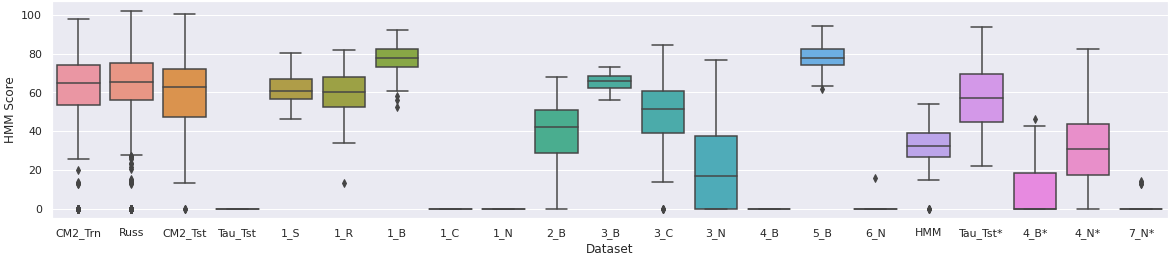 HMM Score
100
80
60
40
20
0
CM2_Trn Russ CM2_Tst Tau_Tst 1_S 1_R 1_B 1_C 1_N 2_B 3_B 3_C 3_N 4_B 5_B 6_N HMM Tau_Tst* 4_B* 4_N* 7_N*
Dataset